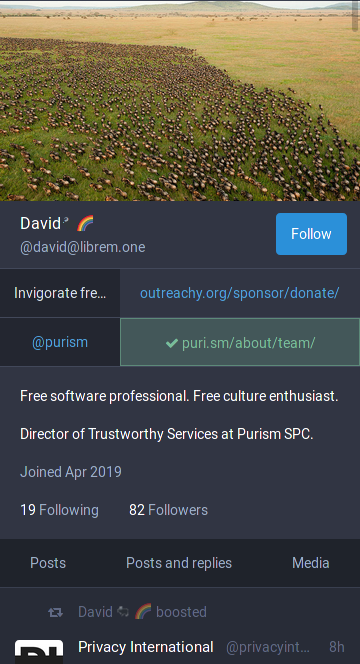 David 🌈
@david@librem.one
Follow
Invigorate fre...
outreachy.org/sponsor/donate/
@purism
✔ puri.sm/about/team/
Free software professional. Free culture enthusiast.
Director of Trustworthy Services at Purism SPC.
Joined Apr 2019
19 Following
82 Followers
Posts
Posts and replies
Media
David 🌈 boosted
Privacy International @privacyint... 8h